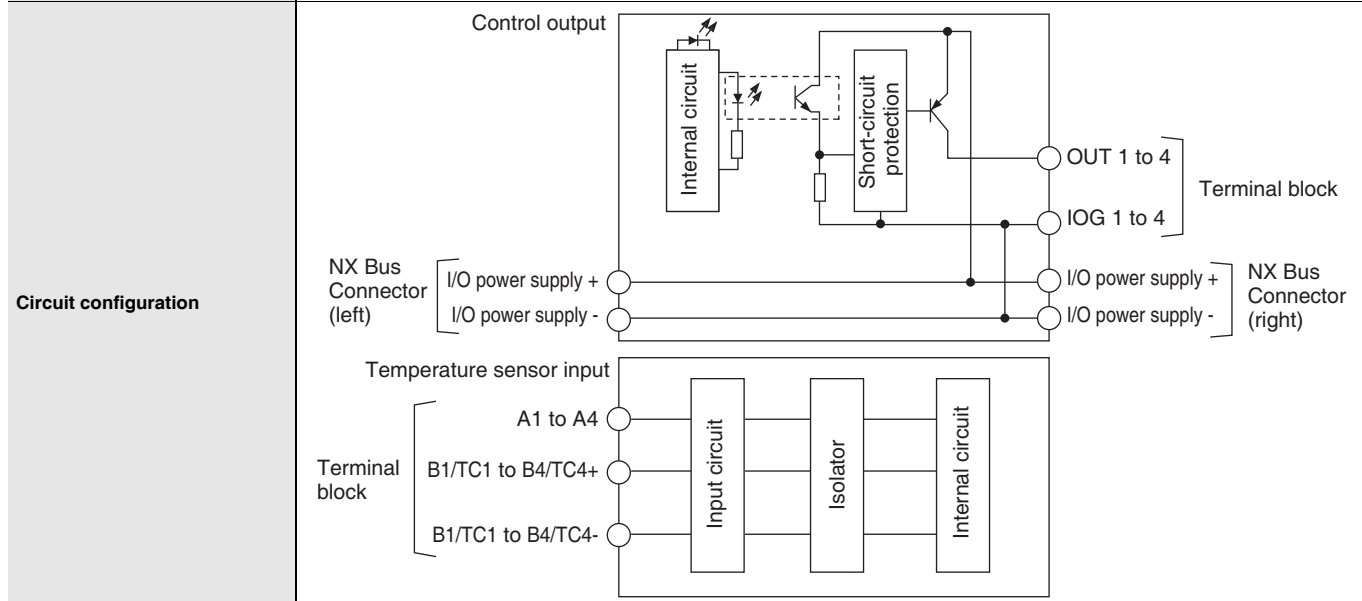 Circuit configuration
Control output
Internal circuit
Short-circuit
protection
OUT 1 to 4
IOG 1 to 4
Terminal block
NX Bus
Connector
(left)
I/O power supply +
I/O power supply -
I/O power supply +
I/O power supply -
NX Bus
Connector
(right)
Temperature sensor input
Terminal
block
A1 to A4
B1/TC1 to B4/TC4+
B1/TC1 to B4/TC4-
Input circuit
Isolator
Internal circuit